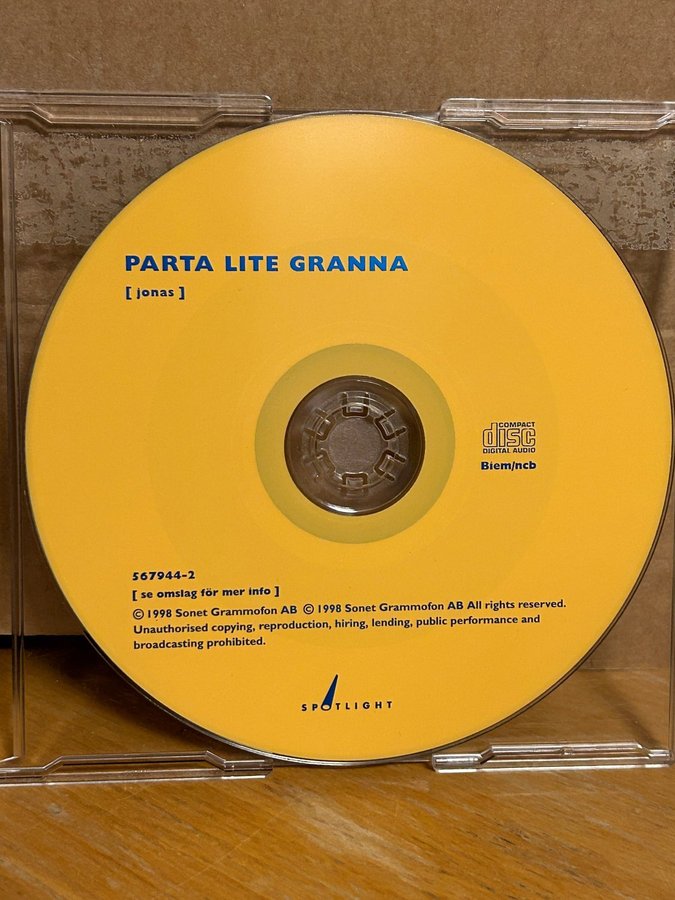 PARTA LITE GRANNA
[ jonas ]
COMPACT
disc
DIGITAL AUDIO
Biem/ncb
567944-2
[ se omslag för mer info ]
© 1998 Sonet Grammofon AB © 1998 Sonet Grammofon AB All rights reserved.
Unauthorised copying, reproduction, hiring, lending, public performance and
broadcasting prohibited.
SPOTLIGHT